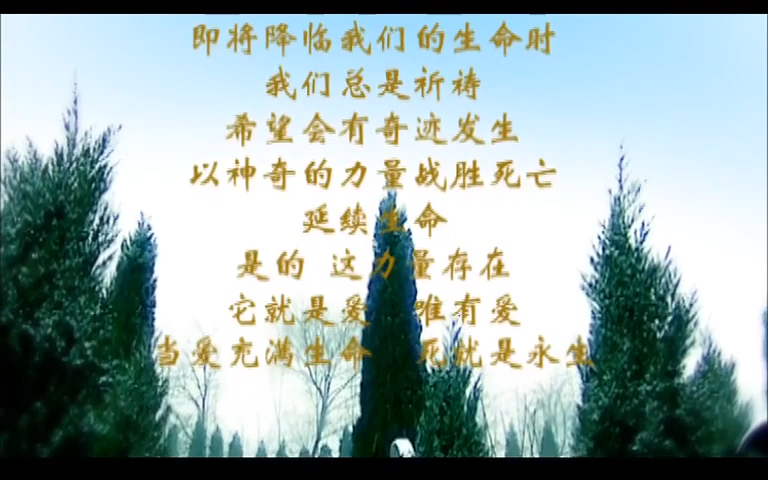 即将降临我们的生命时
我们总是祈祷
希望会有奇迹发生
以神奇的力量战胜死亡
延续生命
是的 这力量存在
它就是爱 唯有爱
当爱充满生命 死就是永生